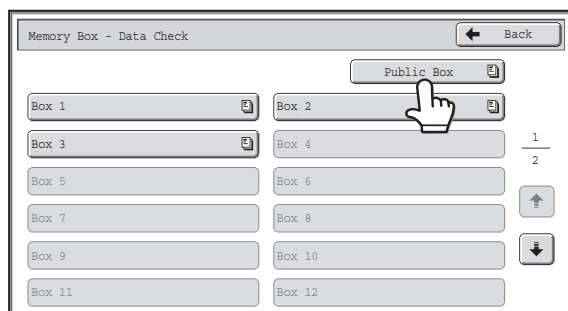 Memory Box - Data Check
Back
Public Box
Box 1
Box 2
Box 3
Box 4
1
2
Box 5
Box 6
Box 7
Box 8
Box 9
Box 10
Box 11
Box 12